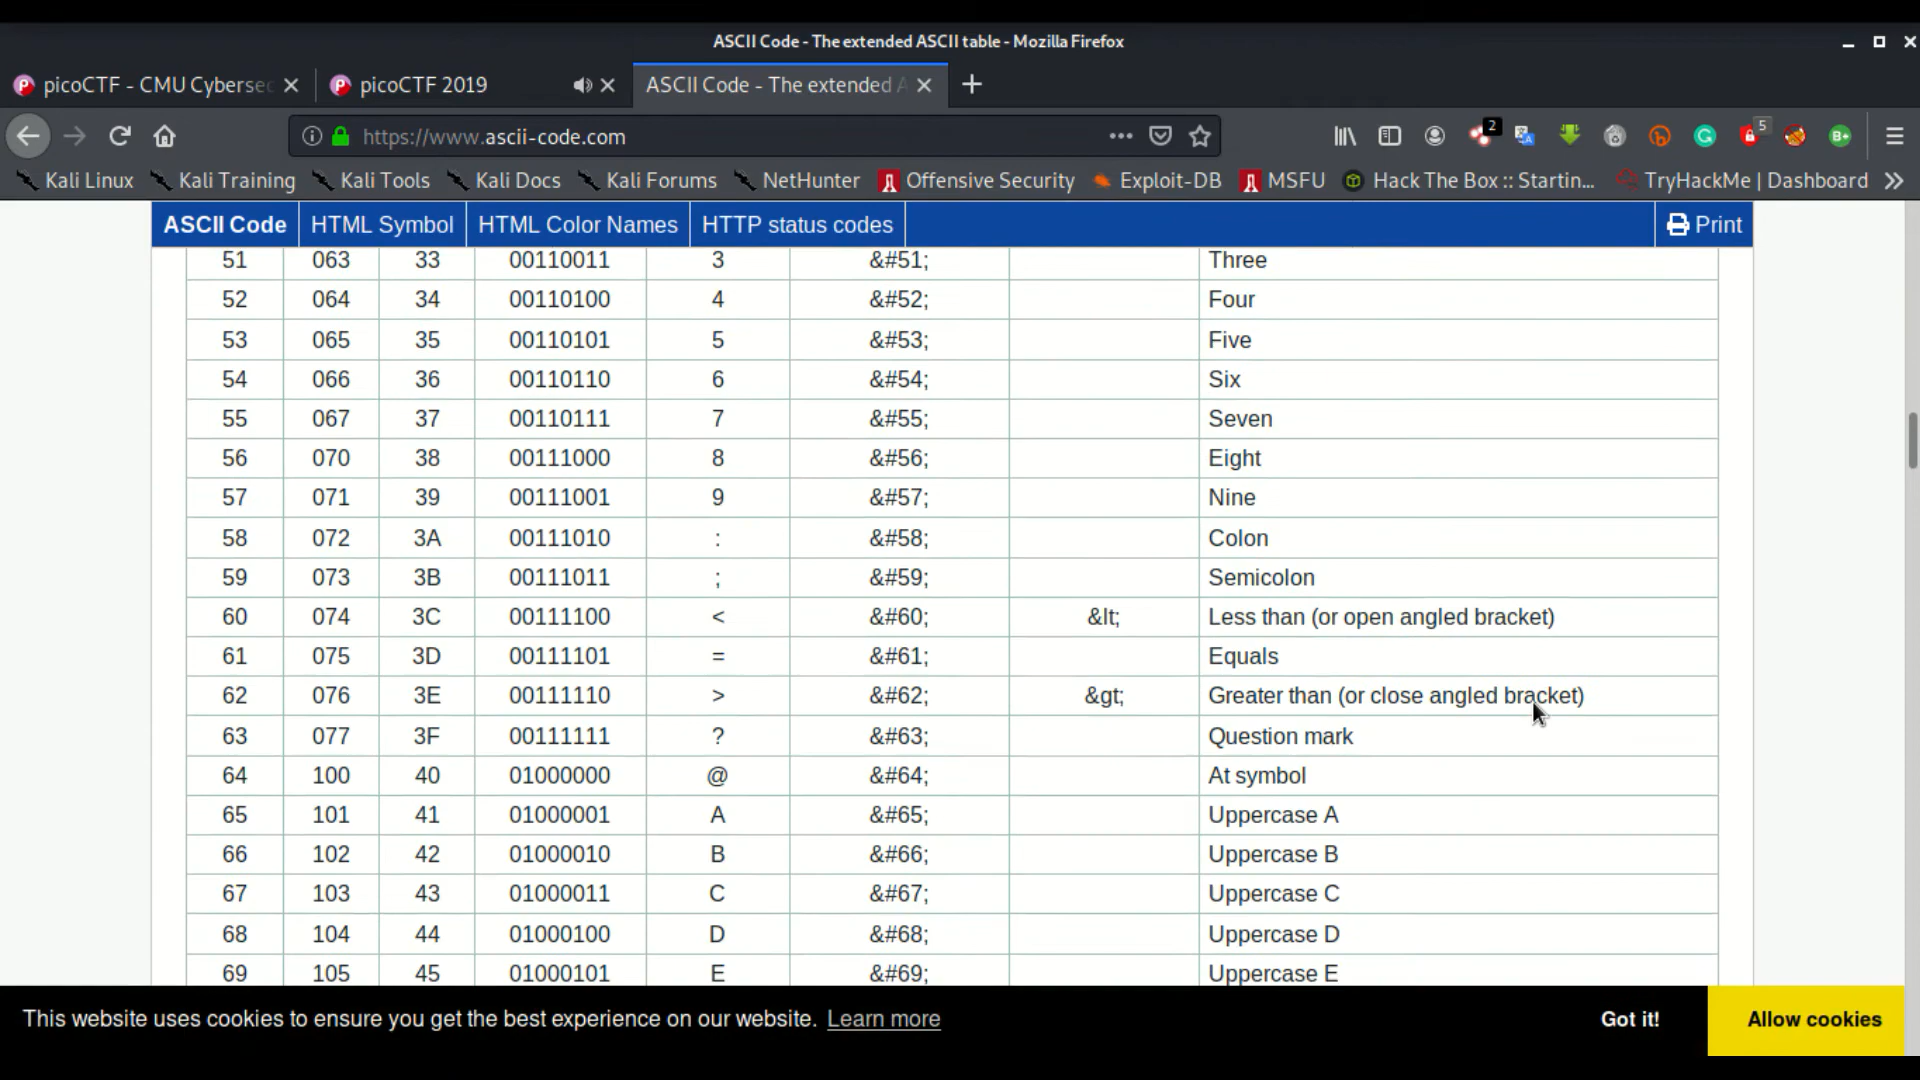 ASCII Code - The extended ASCII table - Mozilla Firefox
picoCTF - CMU Cybersec
picoCTF 2019
ASCII Code - The extended A
https://www.ascii-code.com
2
5
B+
Kali Linux Kali Training Kali Tools Kali Docs Kali Forums NetHunter Offensive Security Exploit-DB MSFU Hack The Box :: Startin... TryHackMe | Dashboard
ASCII Code HTML Symbol HTML Color Names HTTP status codes Print
51 063 33 00110011 3 &#51; Three
52 064 34 00110100 4 &#52; Four
53 065 35 00110101 5 &#53; Five
54 066 36 00110110 6 &#54; Six
55 067 37 00110111 7 &#55; Seven
56 070 38 00111000 8 &#56; Eight
57 071 39 00111001 9 &#57; Nine
58 072 3A 00111010 : &#58; Colon
59 073 3B 00111011 ; &#59; Semicolon
60 074 3C 00111100 < &#60; &lt; Less than (or open angled bracket)
61 075 3D 00111101 = &#61; Equals
62 076 3E 00111110 > &#62; &gt; Greater than (or close angled bracket)
63 077 3F 00111111 ? &#63; Question mark
64 100 40 01000000 @ &#64; At symbol
65 101 41 01000001 A &#65; Uppercase A
66 102 42 01000010 B &#66; Uppercase B
67 103 43 01000011 C &#67; Uppercase C
68 104 44 01000100 D &#68; Uppercase D
69 105 45 01000101 E &#69; Uppercase E
This website uses cookies to ensure you get the best experience on our website. Learn more Got it! Allow cookies